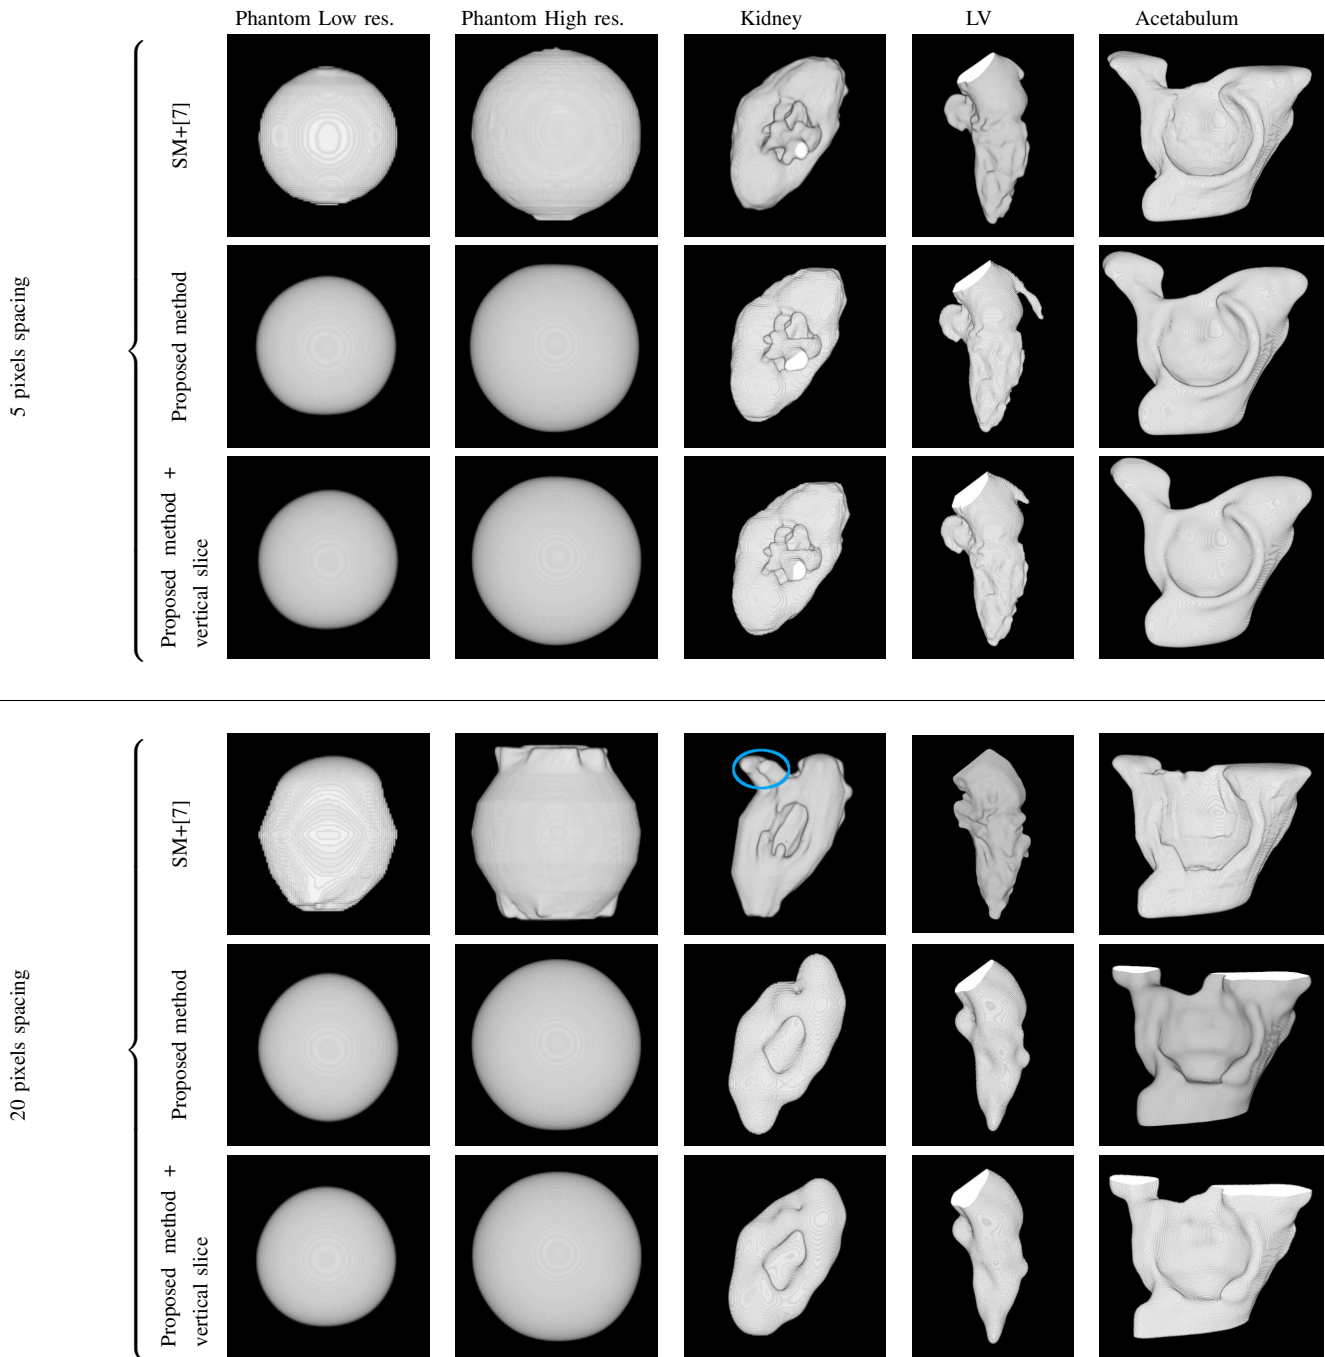 Phantom Low res. Phantom High res. Kidney LV Acetabulum
5 pixels spacing
SM+[7]
Proposed method
Proposed method +
vertical slice
20 pixels spacing
SM+[7]
Proposed method
Proposed method +
vertical slice